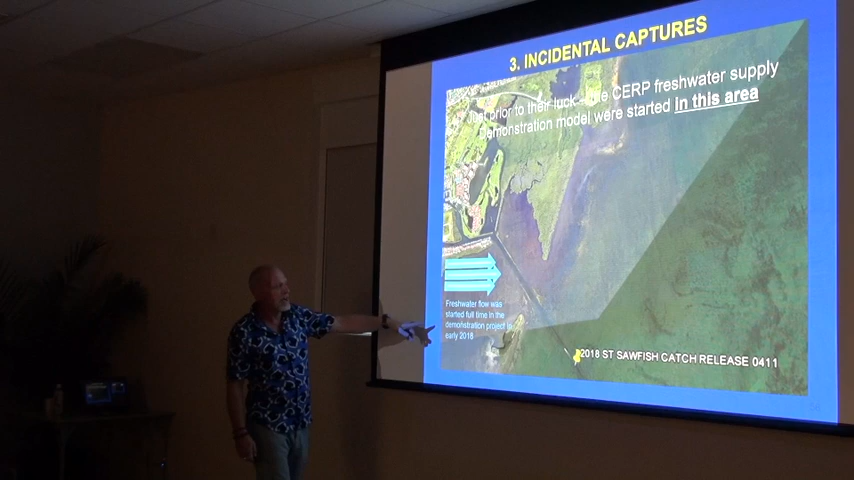 3. INCIDENTAL CAPTURES
Just prior to their luck the CERP freshwater supply
Demonstration model were started in this area
Freshwater flow was
started full time in the
demonstration project in
early 2018
2018 ST SAWFISH CATCH RELEASE 0411